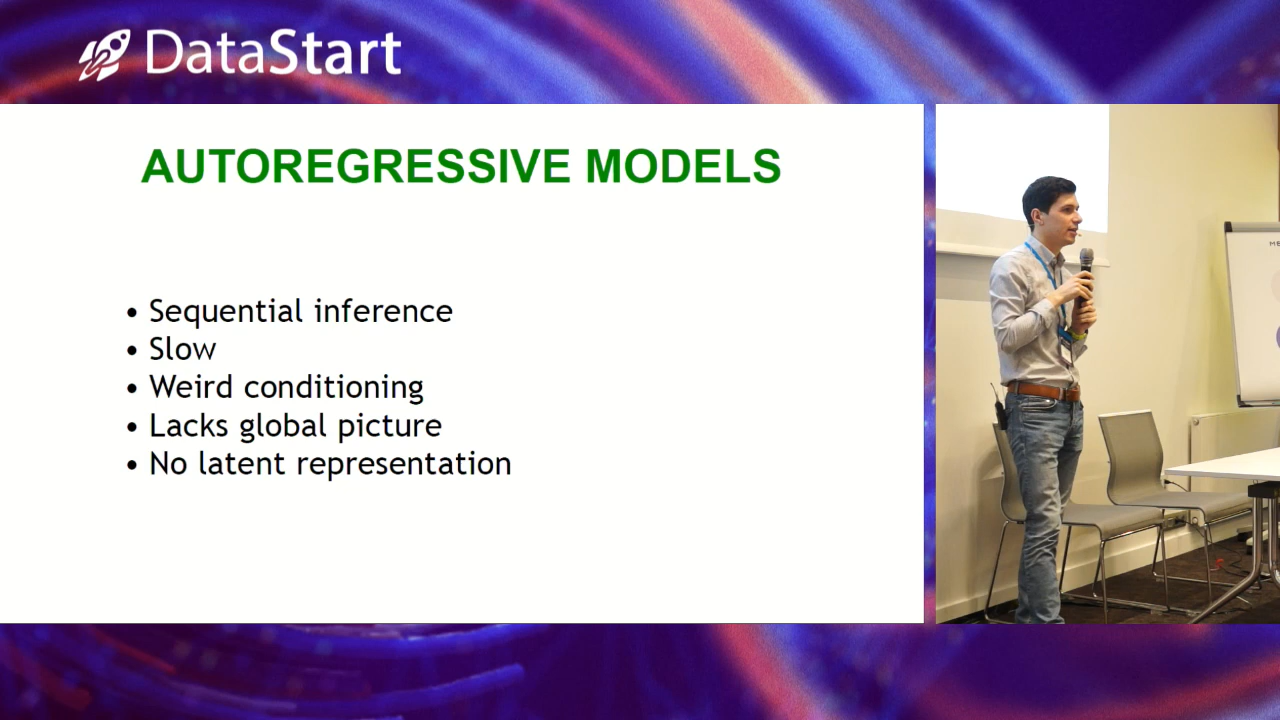 DataStart
AUTOREGRESSIVE MODELS
• Sequential inference
• Slow
• Weird conditioning
• Lacks global picture
• No latent representation